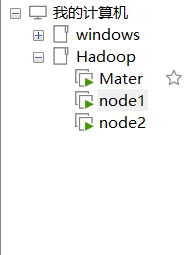 我的计算机
windows
Hadoop
Mater
node1
node2